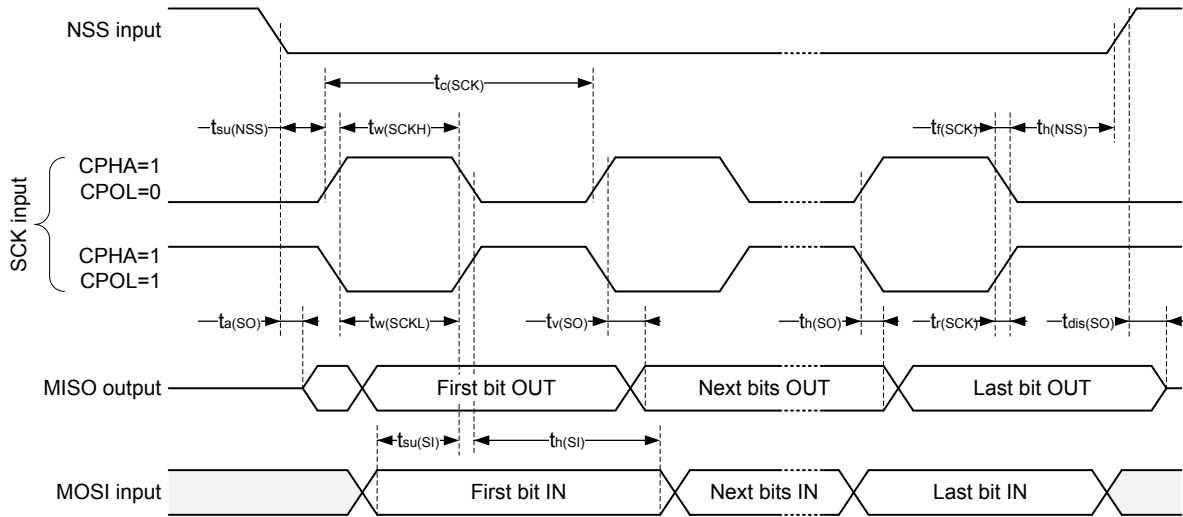 NSS input
tc(SCK)
tsu(NSS)
tw(SCKH)
tf(SCK)
th(NSS)
SCK input
CPHA=1
CPOL=0
CPHA=1
CPOL=1
ta(SO)
tw(SCKL)
tv(SO)
th(SO)
tr(SCK)
tdis(SO)
MISO output
First bit OUT
Next bits OUT
Last bit OUT
tsu(SI)
th(SI)
MOSI input
First bit IN
Next bits IN
Last bit IN